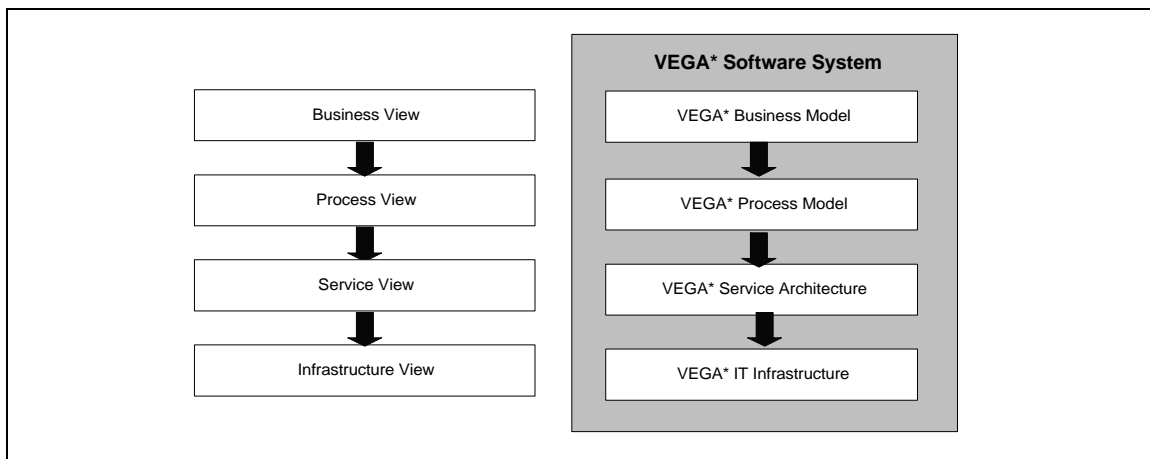 Business View
Process View
Service View
Infrastructure View
VEGA* Software System
VEGA* Business Model
VEGA* Process Model
VEGA* Service Architecture
VEGA* IT Infrastructure